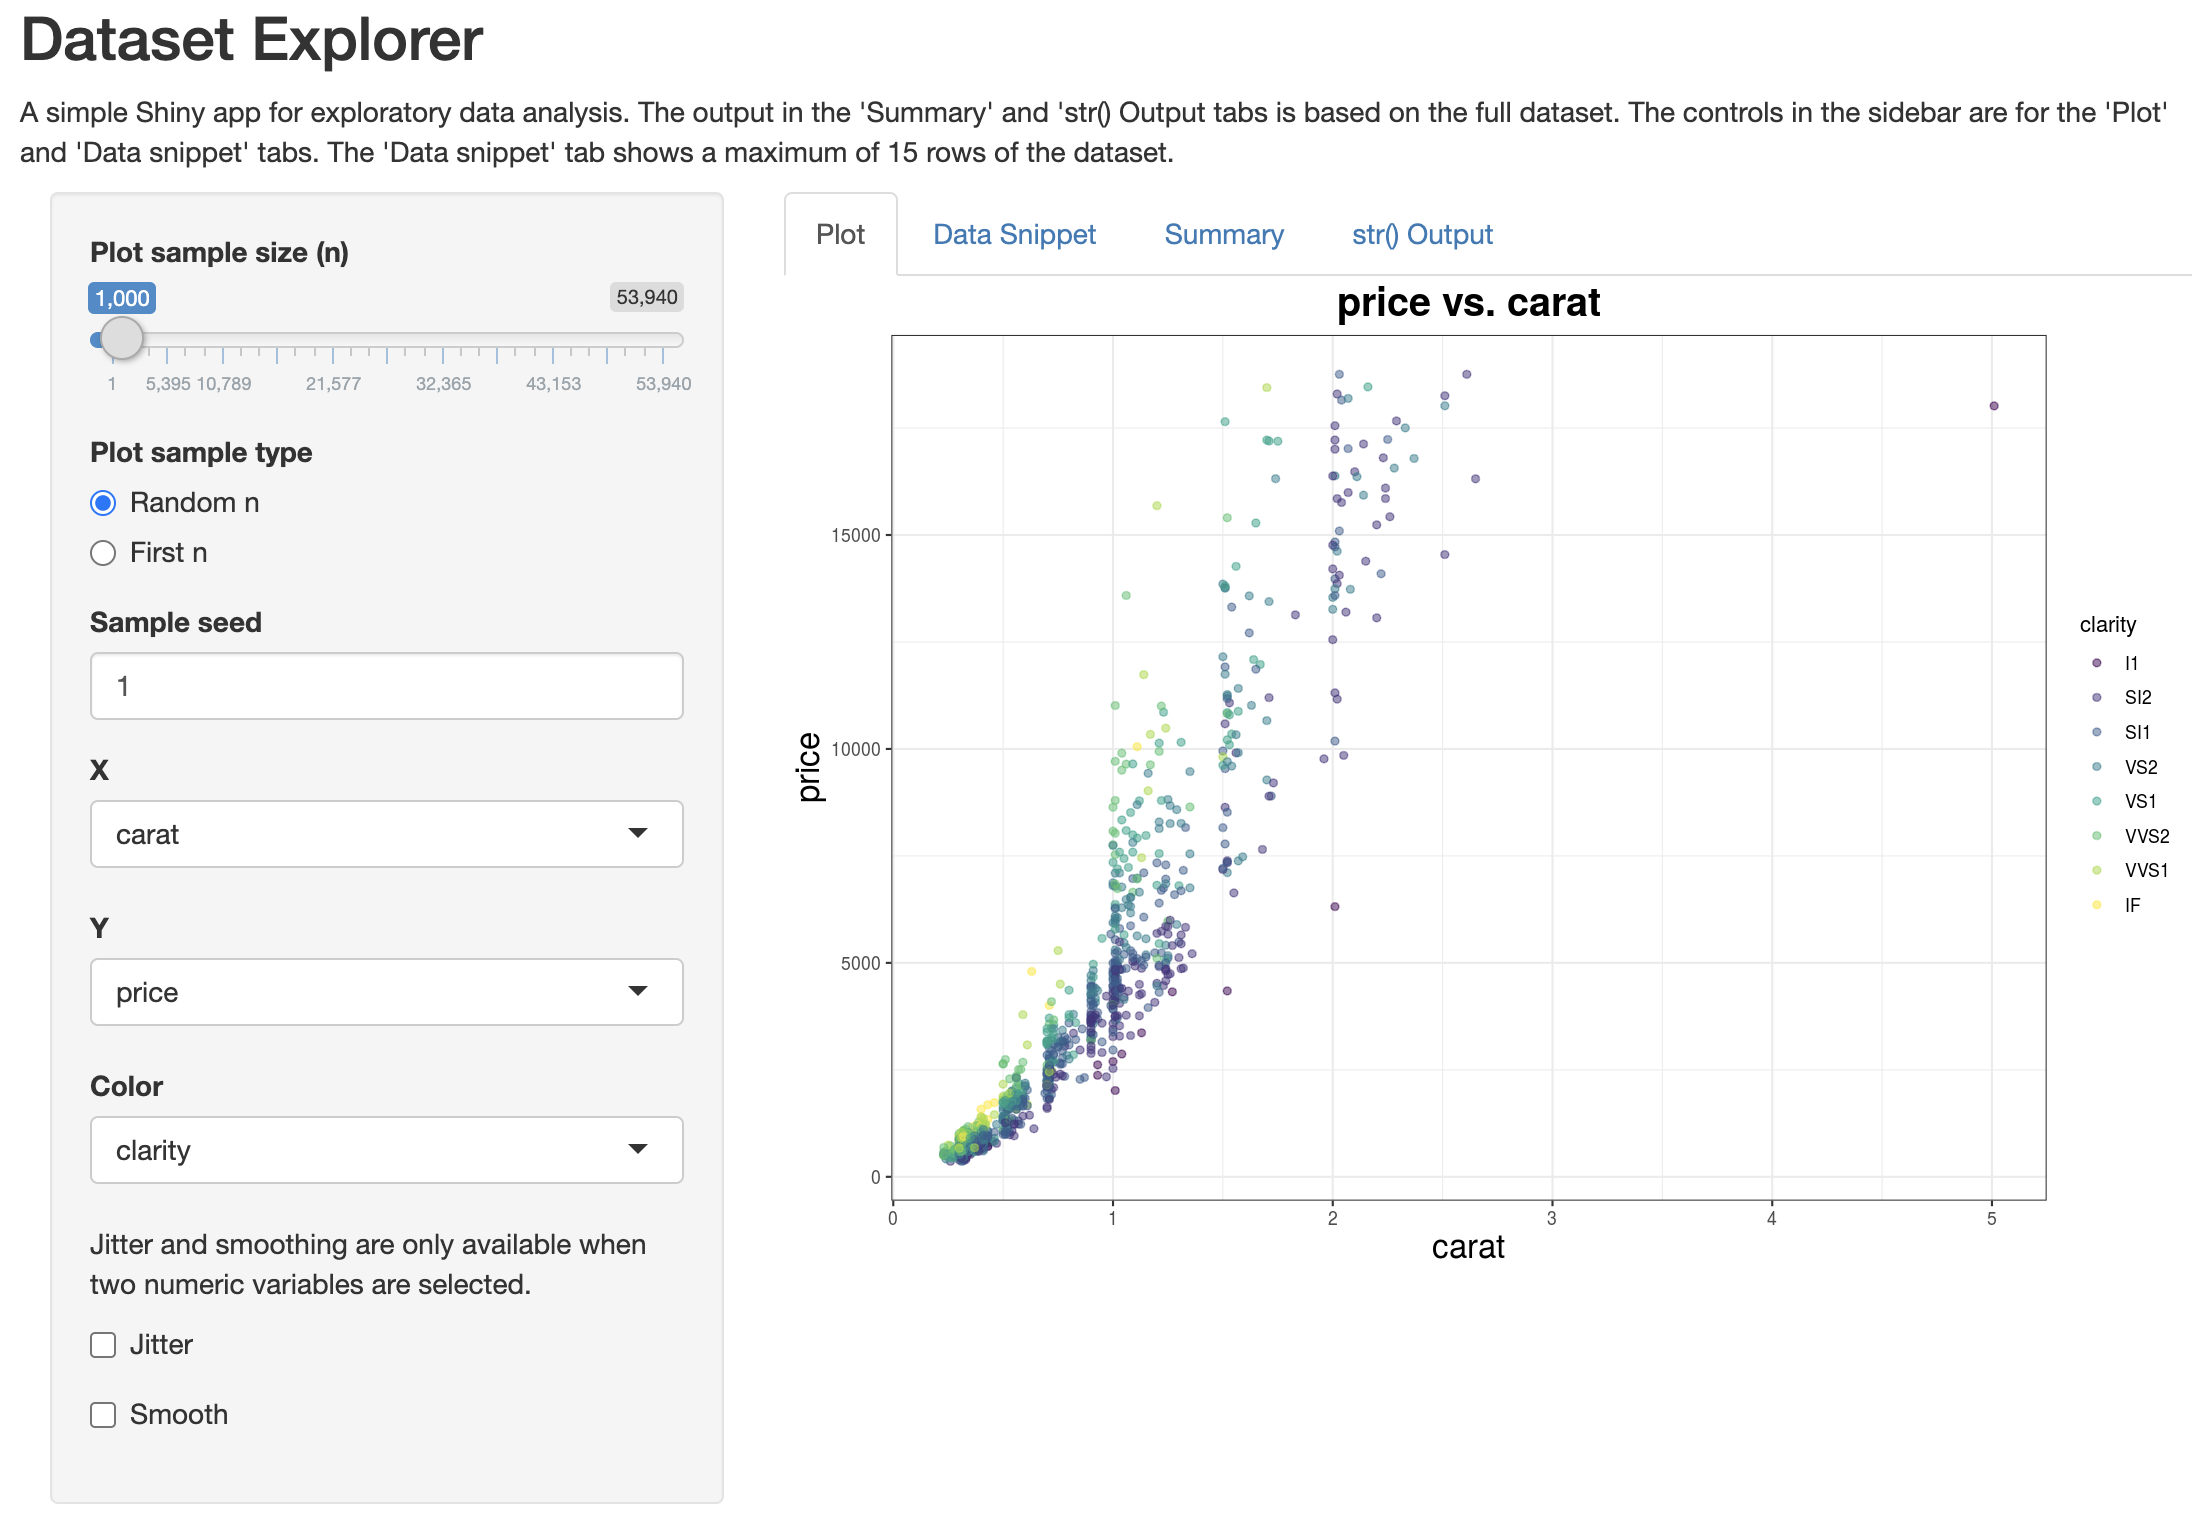 Dataset Explorer
A simple Shiny app for exploratory data analysis. The output in the 'Summary' and 'str() Output tabs is based on the full dataset. The controls in the sidebar are for the 'Plot'
and 'Data snippet' tabs. The 'Data snippet' tab shows a maximum of 15 rows of the dataset.
Plot sample size (n)
1,000 53,940
1 5,395 10,789 21,577 32,365 43,153 53,940
Plot sample type
Random n
First n
Sample seed
1
X
carat
Y
price
Color
clarity
Jitter and smoothing are only available when
two numeric variables are selected.
Jitter
Smooth
Plot Data Snippet Summary str() Output
price vs. carat
price
15000
10000
5000
0
0 1 2 3 4 5
carat
clarity
I1
SI2
SI1
VS2
VS1
VVS2
VVS1
IF